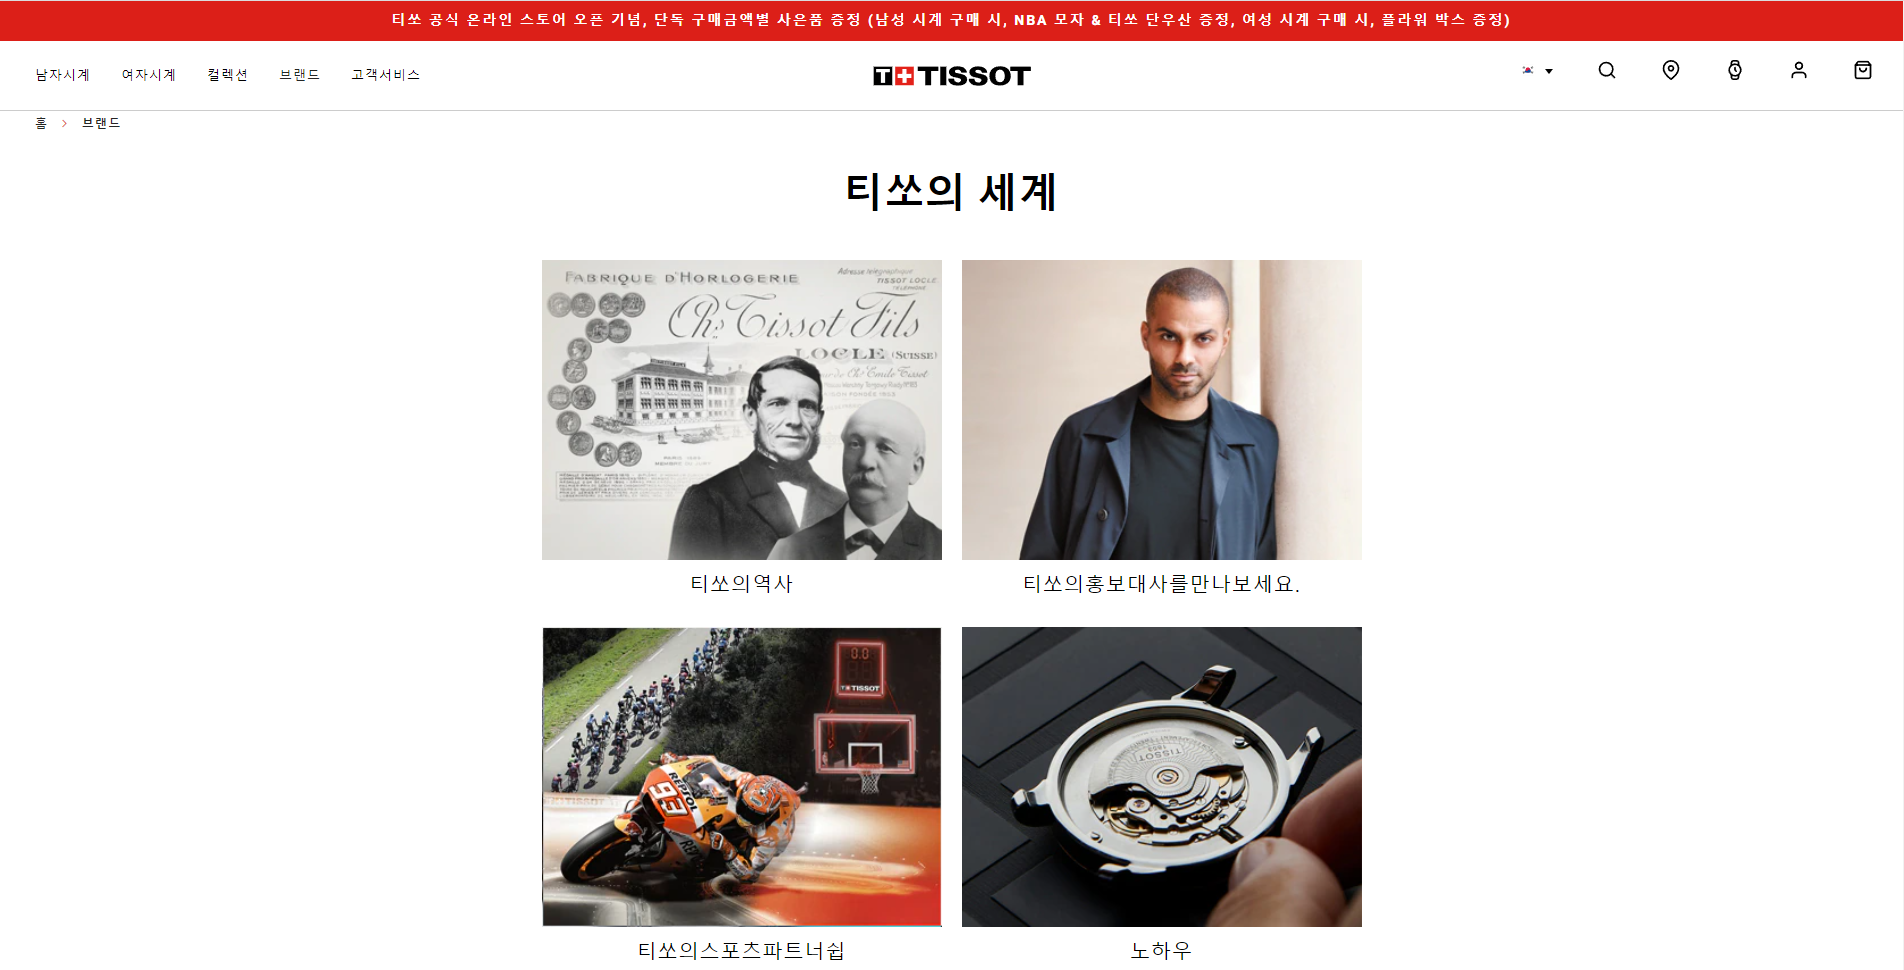 티쏘 공식 온라인 스토어 오픈 기념, 단독 구매금액별 사은품 증정 (남성 시계 구매 시, NBA 모자 & 티쏘 단우산 증정, 여성 시계 구매 시, 플라워 박스 증정)
남자시계 여자시계 컬렉션 브랜드 고객서비스
T+TISSOT
홈 > 브랜드
티쏘의 세계
FABRIQUE D'HORLOGERIE
Adresse télégraphique
TISSOT LOCLE
TÉLÉPHONE
Chs Tissot Fils
LOCLE (SUISSE)
티쏘의역사
티쏘의홍보대사를만나보세요.
0.0
T+TISSOT
REPSOL
93
TISSOT
TISSOT
1853
티쏘의스포츠파트너쉽
노하우